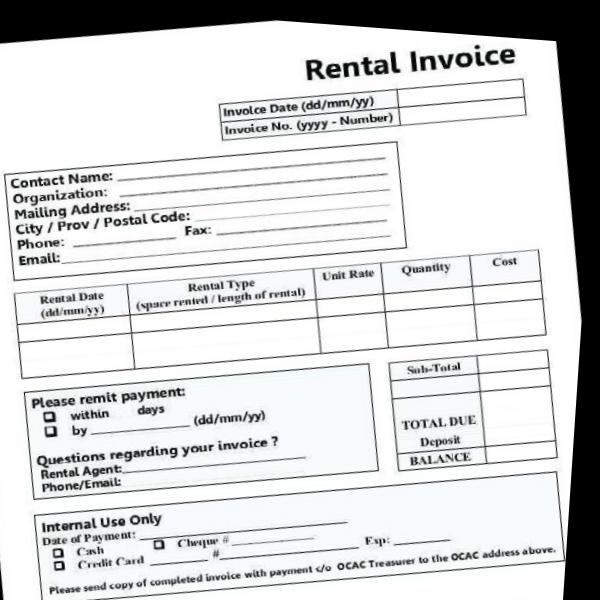 Rental Invoice
Invoice Date (dd/mm/yy)
Invoice No. (yyyy - Number)
Contact Name:
Organization:
Mailing Address:
City / Prov / Postal Code:
Phone: Fax:
Email:
Rental Date (dd/mm/yy) Rental Type (space rented / length of rental) Unit Rate Quantity Cost
Please remit payment:
within days
by (dd/mm/yy)
Questions regarding your invoice ?
Rental Agent:
Phone/Email:
Sub-Total
TOTAL DUE
Deposit
BALANCE
Internal Use Only
Date of Payment:
Cash Cheque #
Credit Card # Exp:
Please send copy of completed invoice with payment c/o OCAC Treasurer to the OCAC address above.